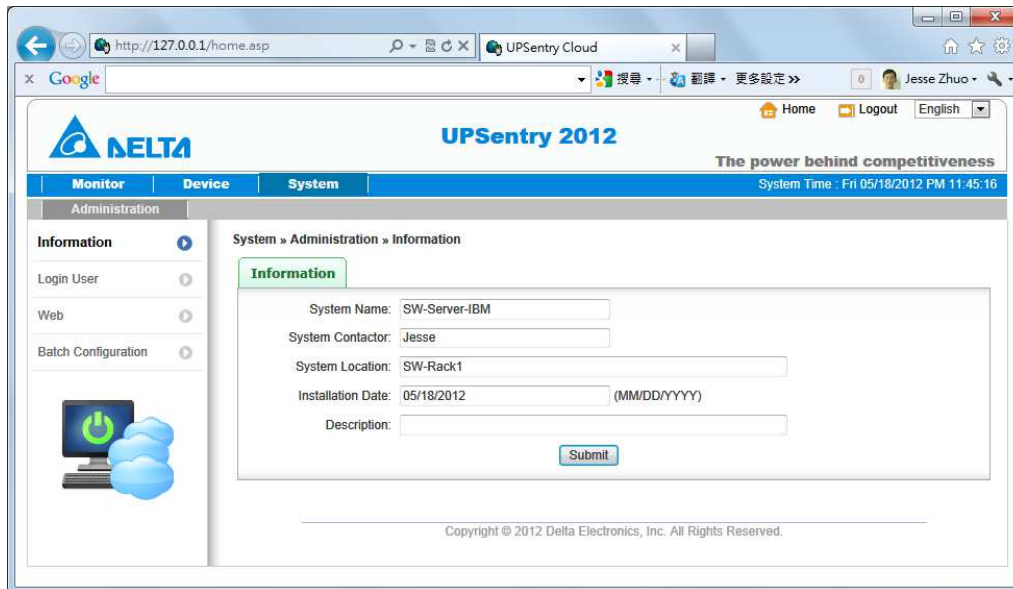 http://127.0.0.1/home.asp
UPSentry Cloud
x Google
搜尋
翻譯
更多設定 »
0
Jesse Zhuo
Home
Logout
English
DELTA
UPSentry 2012
The power behind competitiveness
Monitor
Device
System
System Time : Fri 05/18/2012 PM 11:45:16
Administration
Information
Login User
Web
Batch Configuration
System » Administration » Information
Information
System Name: SW-Server-IBM
System Contactor: Jesse
System Location: SW-Rack1
Installation Date: 05/18/2012 (MM/DD/YYYY)
Description:
Submit
Copyright © 2012 Delta Electronics, Inc. All Rights Reserved.